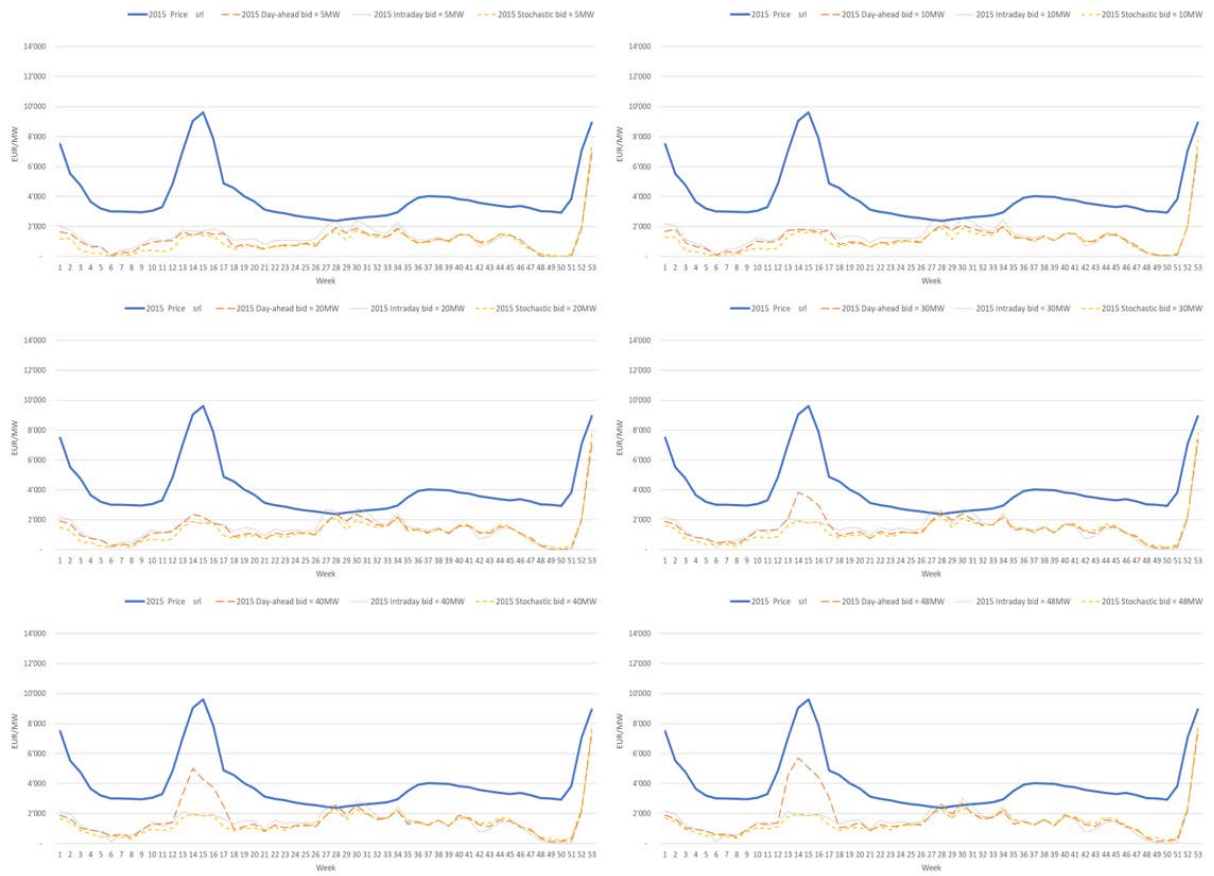 2015 Price srl 2015 Day-ahead bid = 5MW 2015 Intraday bid = 5MW 2015 Stochastic bid = 5MW
14'000
12'000
10'000
8'000
6'000
4'000
2'000
-
EUR/MW
1 2 3 4 5 6 7 8 9 10 11 12 13 14 15 16 17 18 19 20 21 22 23 24 25 26 27 28 29 30 31 32 33 34 35 36 37 38 39 40 41 42 43 44 45 46 47 48 49 50 51 52 53
Week
2015 Price srl 2015 Day-ahead bid = 10MW 2015 Intraday bid = 10MW 2015 Stochastic bid = 10MW
14'000
12'000
10'000
8'000
6'000
4'000
2'000
-
EUR/MW
1 2 3 4 5 6 7 8 9 10 11 12 13 14 15 16 17 18 19 20 21 22 23 24 25 26 27 28 29 30 31 32 33 34 35 36 37 38 39 40 41 42 43 44 45 46 47 48 49 50 51 52 53
Week
2015 Price srl 2015 Day-ahead bid = 20MW 2015 Intraday bid = 20MW 2015 Stochastic bid = 20MW
14'000
12'000
10'000
8'000
6'000
4'000
2'000
-
EUR/MW
1 2 3 4 5 6 7 8 9 10 11 12 13 14 15 16 17 18 19 20 21 22 23 24 25 26 27 28 29 30 31 32 33 34 35 36 37 38 39 40 41 42 43 44 45 46 47 48 49 50 51 52 53
Week
2015 Price srl 2015 Day-ahead bid = 30MW 2015 Intraday bid = 30MW 2015 Stochastic bid = 30MW
14'000
12'000
10'000
8'000
6'000
4'000
2'000
-
EUR/MW
1 2 3 4 5 6 7 8 9 10 11 12 13 14 15 16 17 18 19 20 21 22 23 24 25 26 27 28 29 30 31 32 33 34 35 36 37 38 39 40 41 42 43 44 45 46 47 48 49 50 51 52 53
Week
2015 Price srl 2015 Day-ahead bid = 40MW 2015 Intraday bid = 40MW 2015 Stochastic bid = 40MW
14'000
12'000
10'000
8'000
6'000
4'000
2'000
-
EUR/MW
1 2 3 4 5 6 7 8 9 10 11 12 13 14 15 16 17 18 19 20 21 22 23 24 25 26 27 28 29 30 31 32 33 34 35 36 37 38 39 40 41 42 43 44 45 46 47 48 49 50 51 52 53
Week
2015 Price srl 2015 Day-ahead bid = 48MW 2015 Intraday bid = 48MW 2015 Stochastic bid = 48MW
14'000
12'000
10'000
8'000
6'000
4'000
2'000
-
EUR/MW
1 2 3 4 5 6 7 8 9 10 11 12 13 14 15 16 17 18 19 20 21 22 23 24 25 26 27 28 29 30 31 32 33 34 35 36 37 38 39 40 41 42 43 44 45 46 47 48 49 50 51 52 53
Week